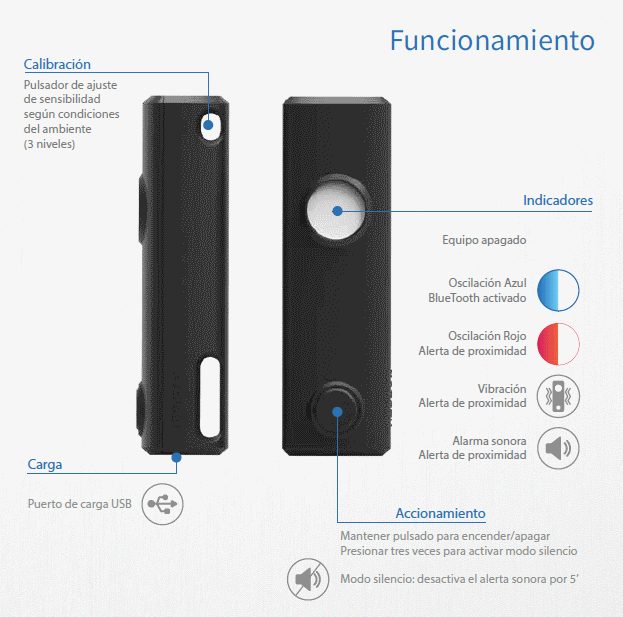 Funcionamiento
Calibración
Pulsador de ajuste
de sensibilidad
según condiciones
del ambiente
(3 niveles)
Indicadores
Equipo apagado
Oscilación Azul
BlueTooth activado
Oscilación Rojo
Alerta de proximidad
Vibración
Alerta de proximidad
Alarma sonora
Alerta de proximidad
Carga
Puerto de carga USB
Accionamiento
Mantener pulsado para encender/apagar
Presionar tres veces para activar modo silencio
Modo silencio: desactiva el alerta sonora por 5’